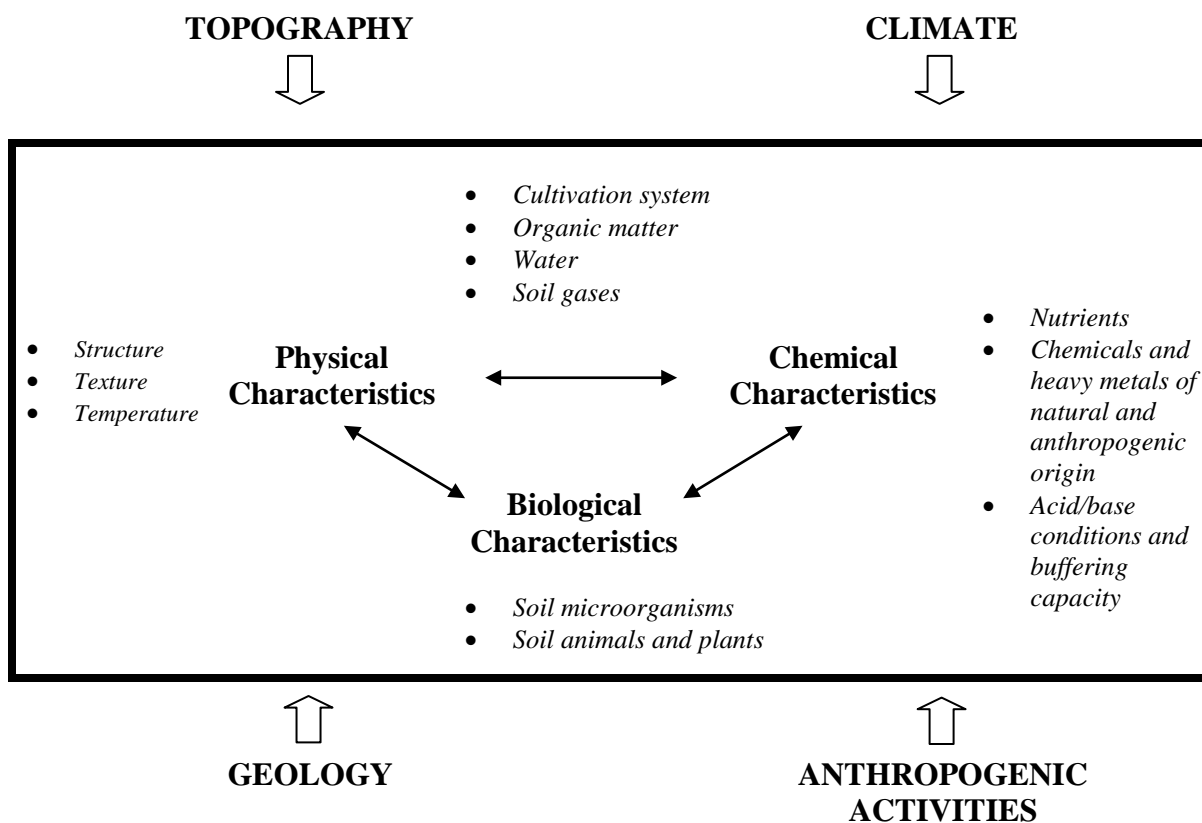 TOPOGRAPHY
CLIMATE
• Cultivation system
• Organic matter
• Water
• Soil gases
• Structure
• Texture
• Temperature
Physical
Characteristics
Chemical
Characteristics
• Nutrients
• Chemicals and
heavy metals of
natural and
anthropogenic
origin
• Acid/base
conditions and
buffering
capacity
Biological
Characteristics
• Soil microorganisms
• Soil animals and plants
GEOLOGY
ANTHROPOGENIC
ACTIVITIES